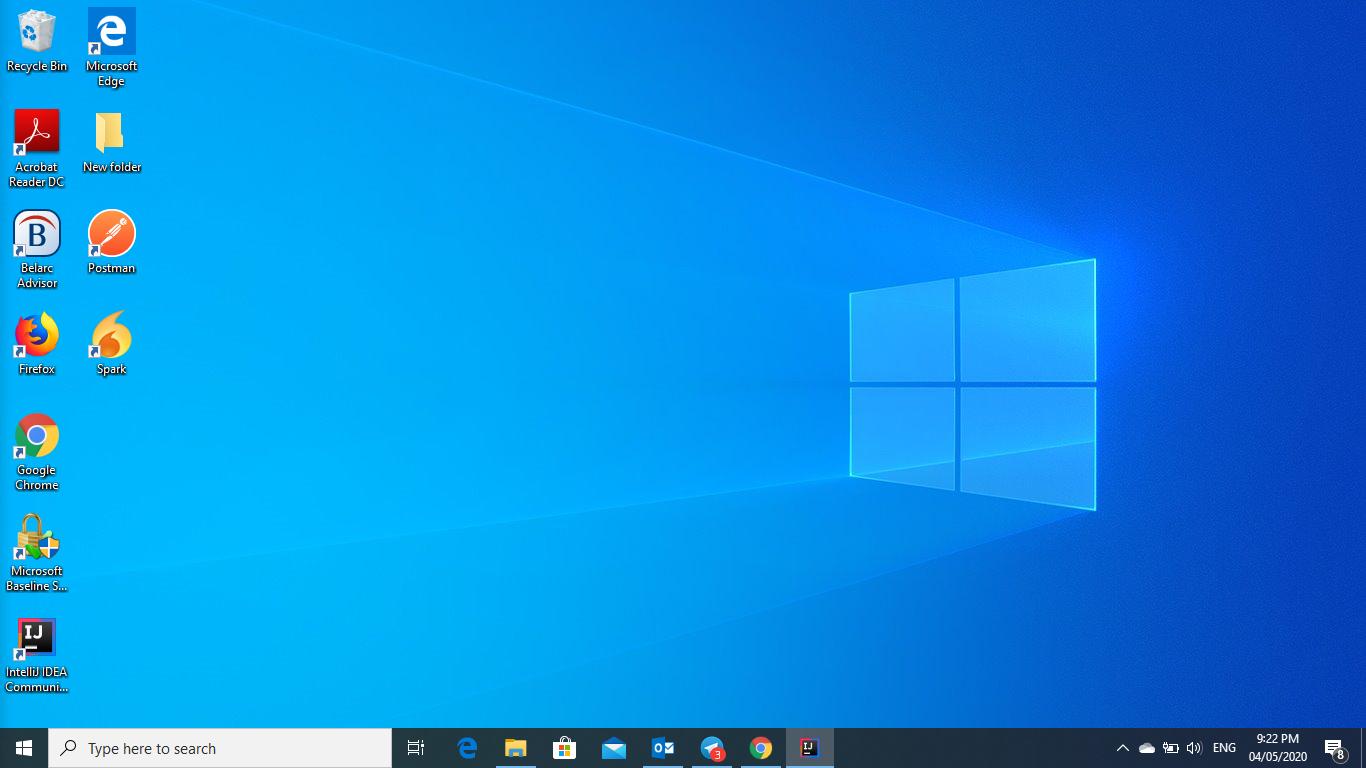 Recycle Bin
Microsoft
Edge
Acrobat
Reader DC
New folder
B
Belarc
Advisor
Postman
Firefox
Spark
Google
Chrome
Microsoft
Baseline S...
IJ
IntelliJ IDEA
Communi...
Type here to search
3
IJ
ENG
9:22 PM
04/05/2020
8